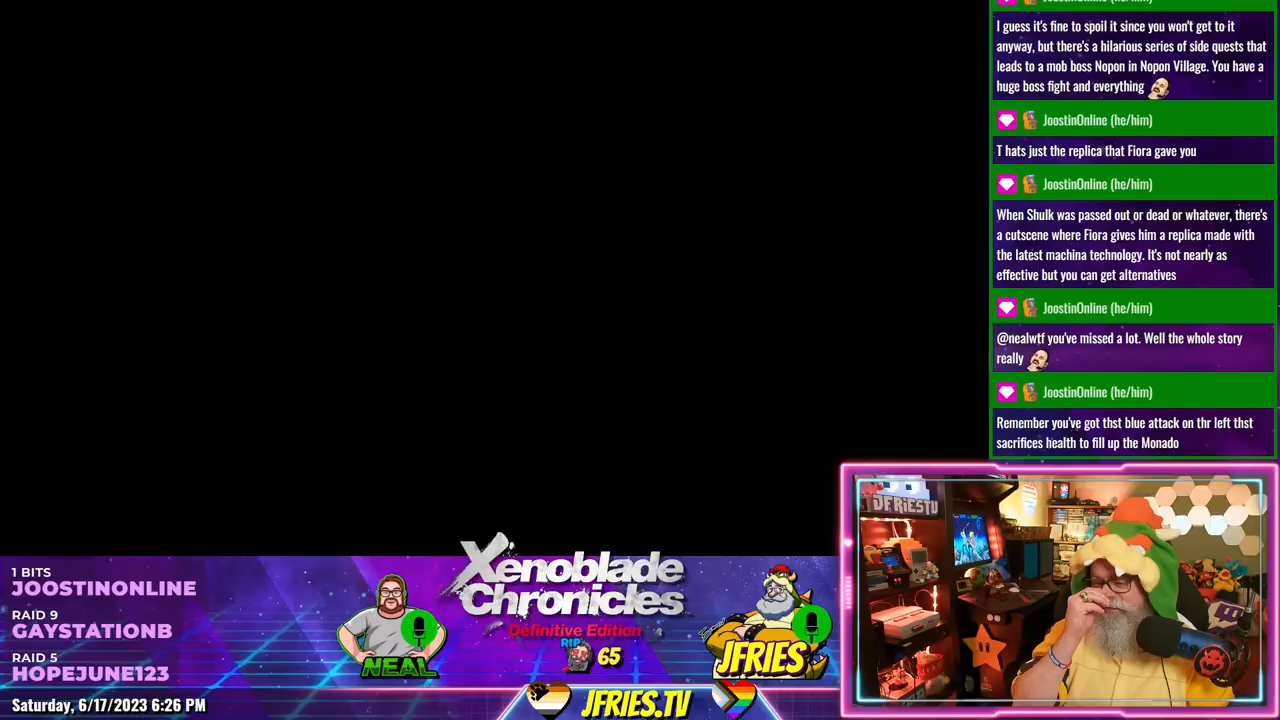 JoostinOnline (he/him)
I guess it's fine to spoil it since you won't get to it
anyway, but there's a hilarious series of side quests that
leads to a mob boss Nopon in Nopon Village. You have a
huge boss fight and everything
JoostinOnline (he/him)
T hats just the replica that Fiora gave you
JoostinOnline (he/him)
When Shulk was passed out or dead or whatever, there's
a cutscene where Fiora gives him a replica made with
the latest machina technology. It's not nearly as
effective but you can get alternatives
JoostinOnline (he/him)
@nealwtf you've missed a lot. Well the whole story
really
JoostinOnline (he/him)
Remember you've got thst blue attack on thr left thst
sacrifices health to fill up the Monado
JFRIESTV
1 BITS
JOOSTINONLINE
RAID 9
GAYSTATIONB
RAID 5
HOPEJUNE123
Saturday, 6/17/2023 6:26 PM
NEAL
Xenoblade
Chronicles
Definitive Edition
RIP
65
JFRIES
JFRIES.TV